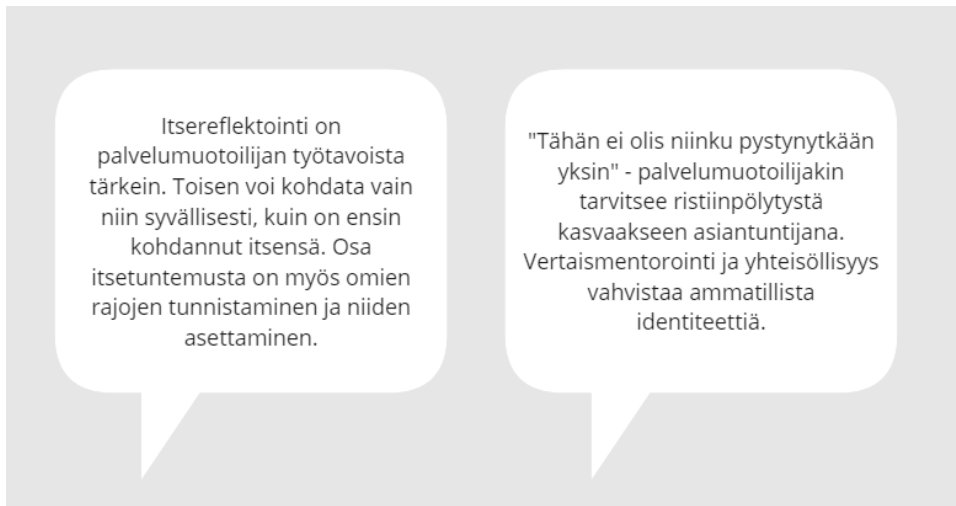 Itsereflektointi on
palvelumuotoilijan työtavoista
tärkein. Toisen voi kohdata vain
niin syvällisesti, kuin on ensin
kohdannut itsensä. Osa
itsetuntemusta on myös omien
rajojen tunnistaminen ja niiden
asettaminen.
"Tähän ei olis niinku pystynytkään
yksin" - palvelumuotoilijakin
tarvitsee ristiinpölytystä
kasvaakseen asiantuntijana.
Vertaismentorointi ja yhteisöllisyys
vahvistaa ammatillista
identiteettiä.